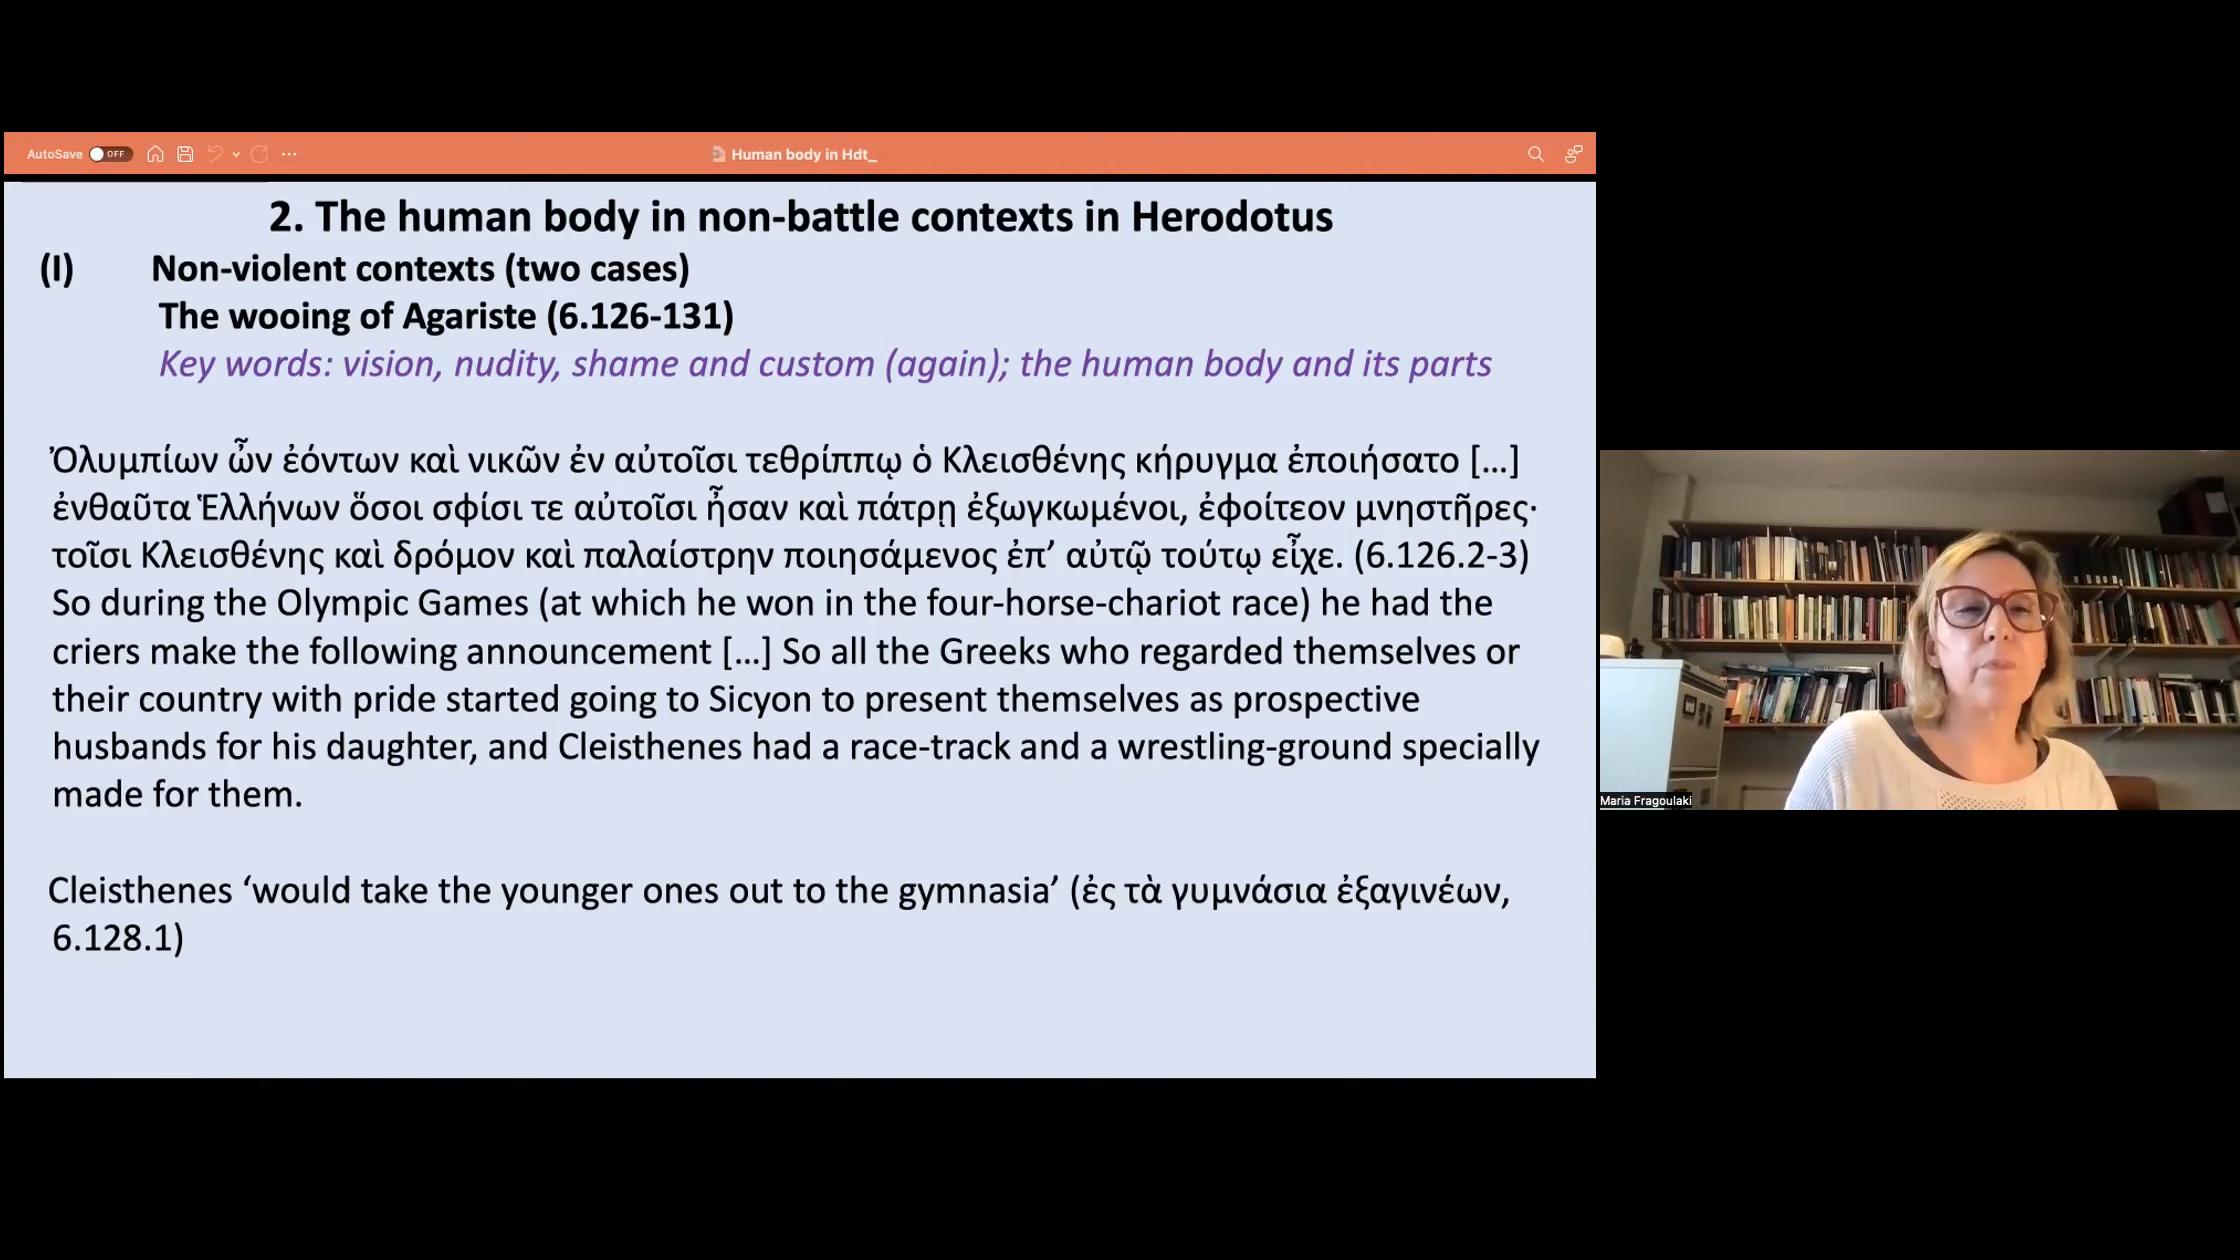 AutoSave OFF
Human body in Hdt_
2. The human body in non-battle contexts in Herodotus
(I) Non-violent contexts (two cases)
The wooing of Agariste (6.126-131)
Key words: vision, nudity, shame and custom (again); the human body and its parts
Ὀλυμπίων ὦν ἐόντων καὶ νικῶν ἐν αὐτοῖσι τεθρίππῳ ὁ Κλεισθένης κήρυγμα ἐποιήσατο [...]
ἐνθαῦτα Ἑλλήνων ὅσοι σφίσι τε αὐτοῖσι ἦσαν καὶ πάτρῃ ἐξωγκωμένοι, ἐφοίτεον μνηστῆρες·
τοῖσι Κλεισθένης καὶ δρόμον καὶ παλαίστρην ποιησάμενος ἐπ’ αὐτῷ τούτῳ εἶχε. (6.126.2-3)
So during the Olympic Games (at which he won in the four-horse-chariot race) he had the
criers make the following announcement [...] So all the Greeks who regarded themselves or
their country with pride started going to Sicyon to present themselves as prospective
husbands for his daughter, and Cleisthenes had a race-track and a wrestling-ground specially
made for them.
Cleisthenes ‘would take the younger ones out to the gymnasia’ (ἐς τὰ γυμνάσια ἐξαγινέων,
6.128.1)
Maria Fragoulaki